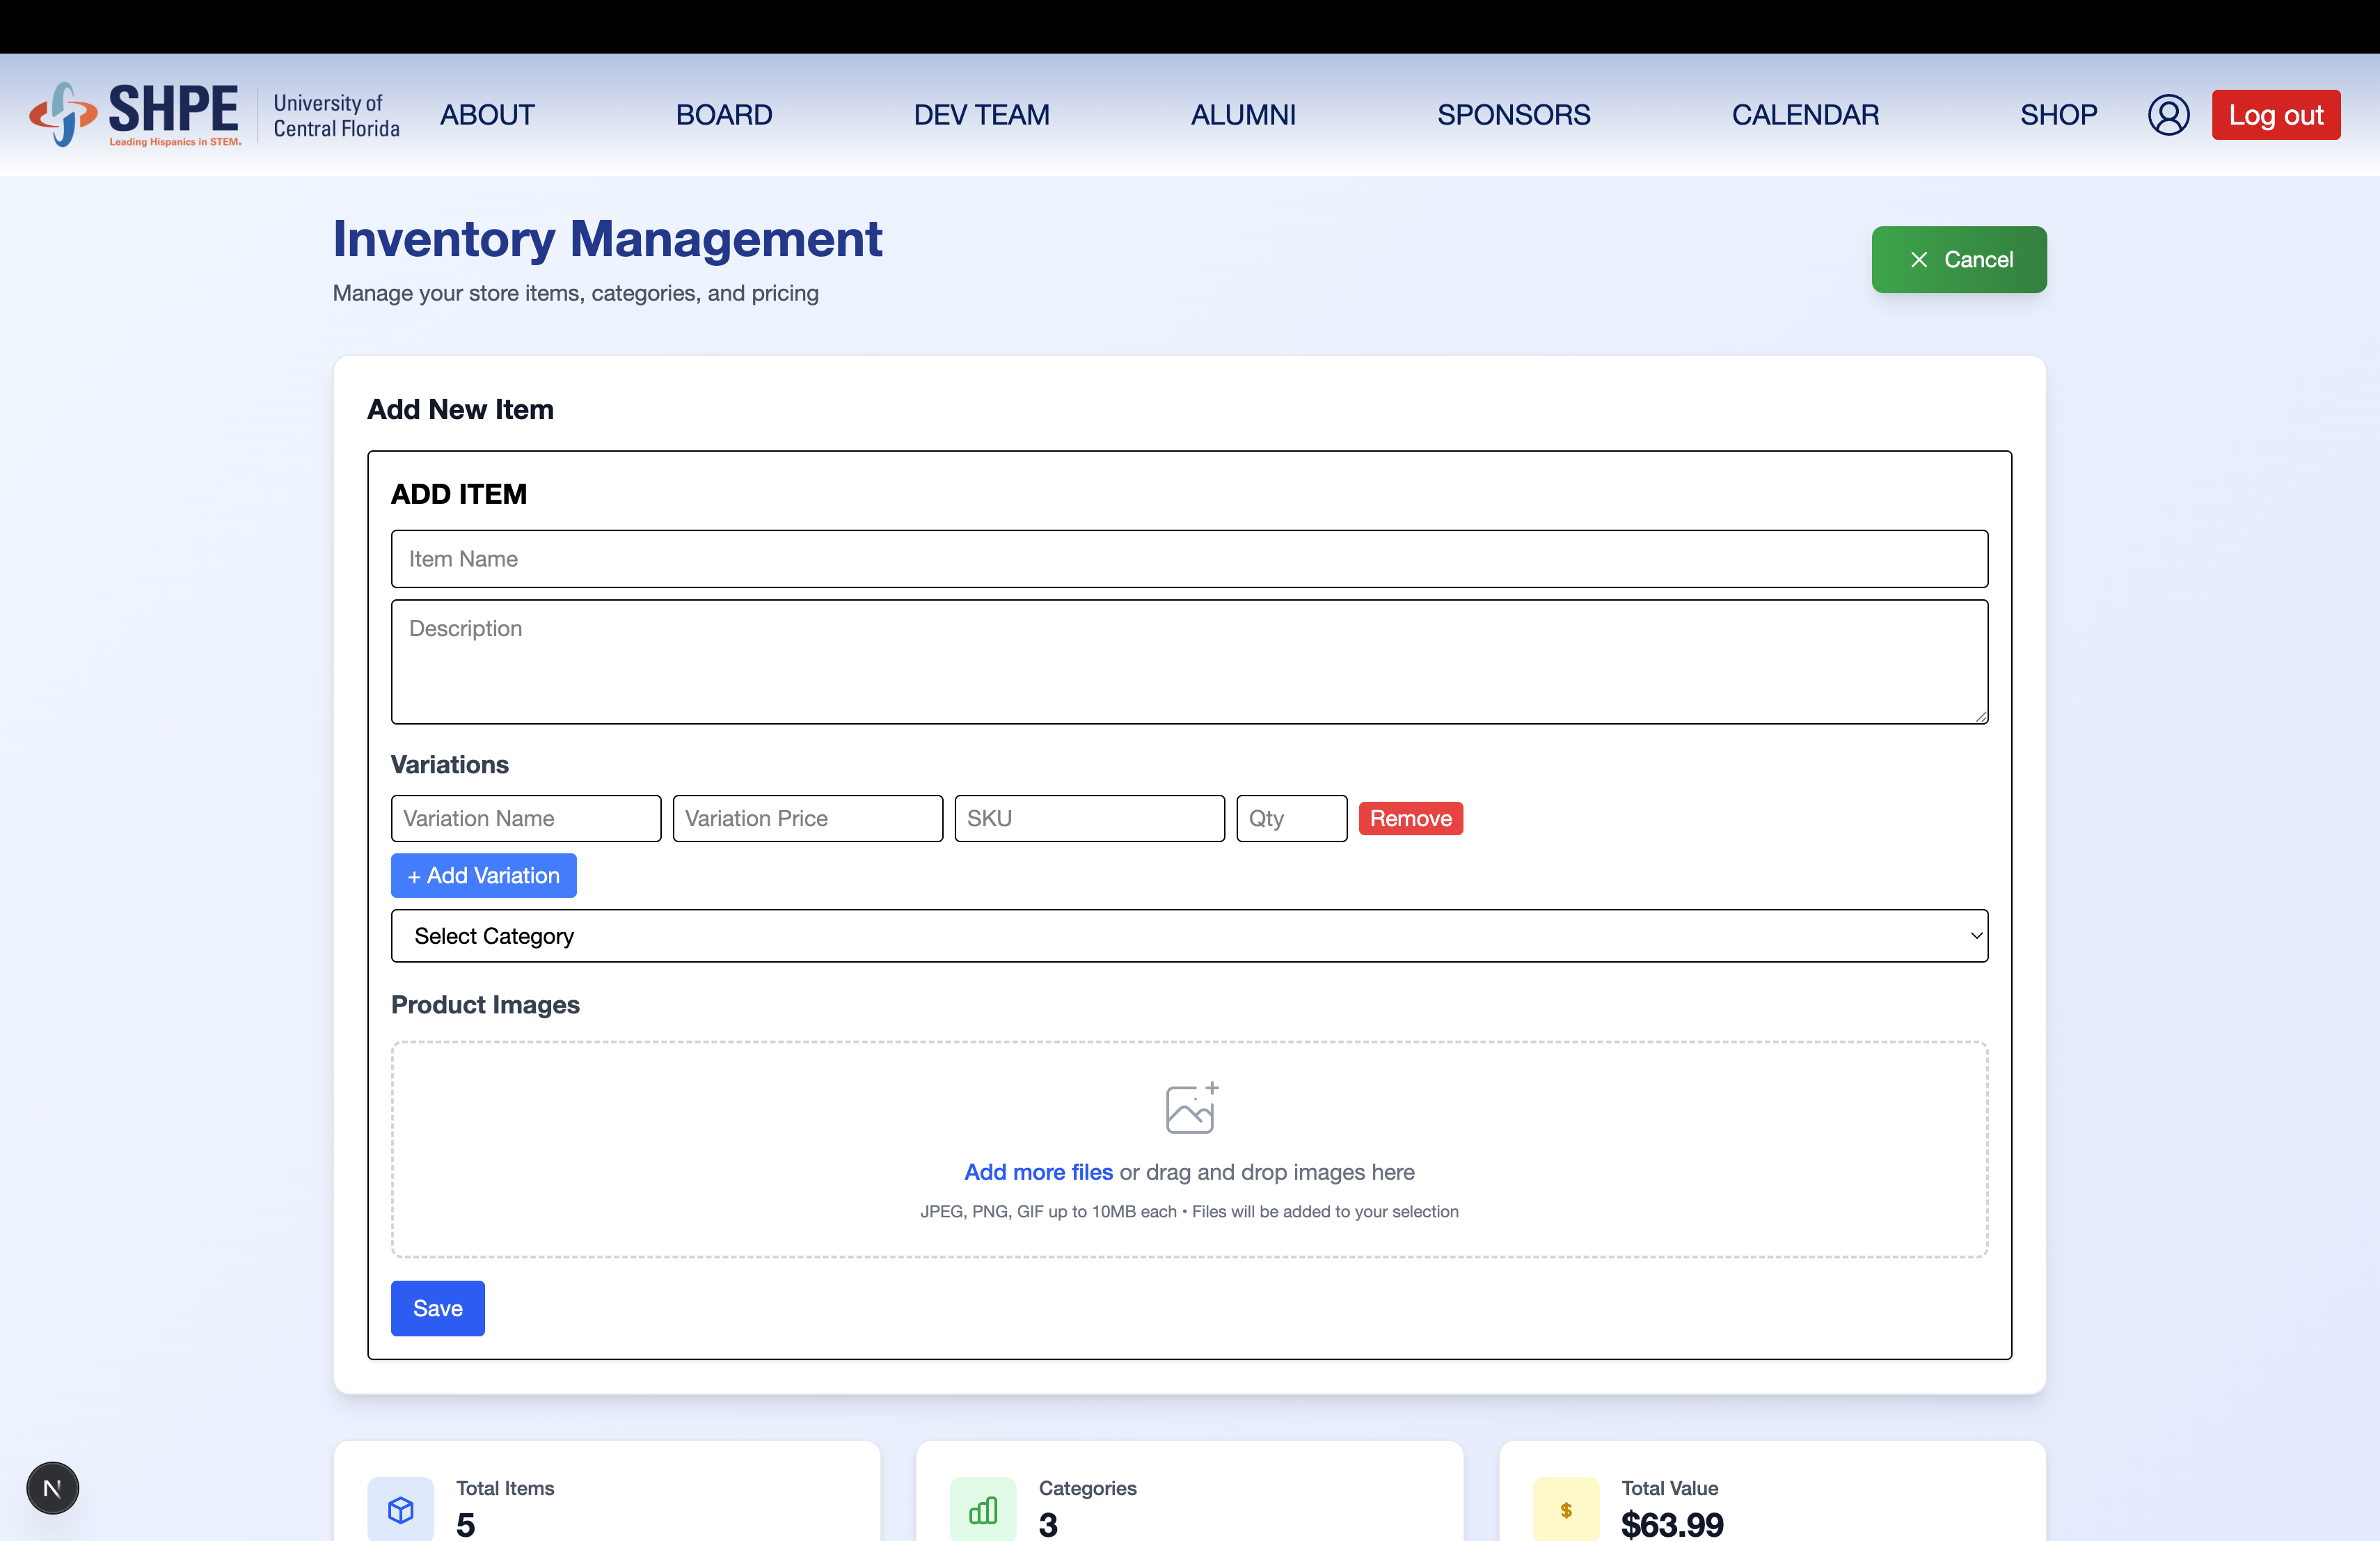 SHPE
Leading Hispanics in STEM.
University of
Central Florida
ABOUT
BOARD
DEV TEAM
ALUMNI
SPONSORS
CALENDAR
SHOP
Log out
Inventory Management
Manage your store items, categories, and pricing
Cancel
Add New Item
ADD ITEM
Item Name
Description
Variations
Variation Name
Variation Price
SKU
Qty
Remove
+ Add Variation
Select Category
Product Images
Add more files or drag and drop images here
JPEG, PNG, GIF up to 10MB each • Files will be added to your selection
Save
N
Total Items
5
Categories
3
$
Total Value
$63.99